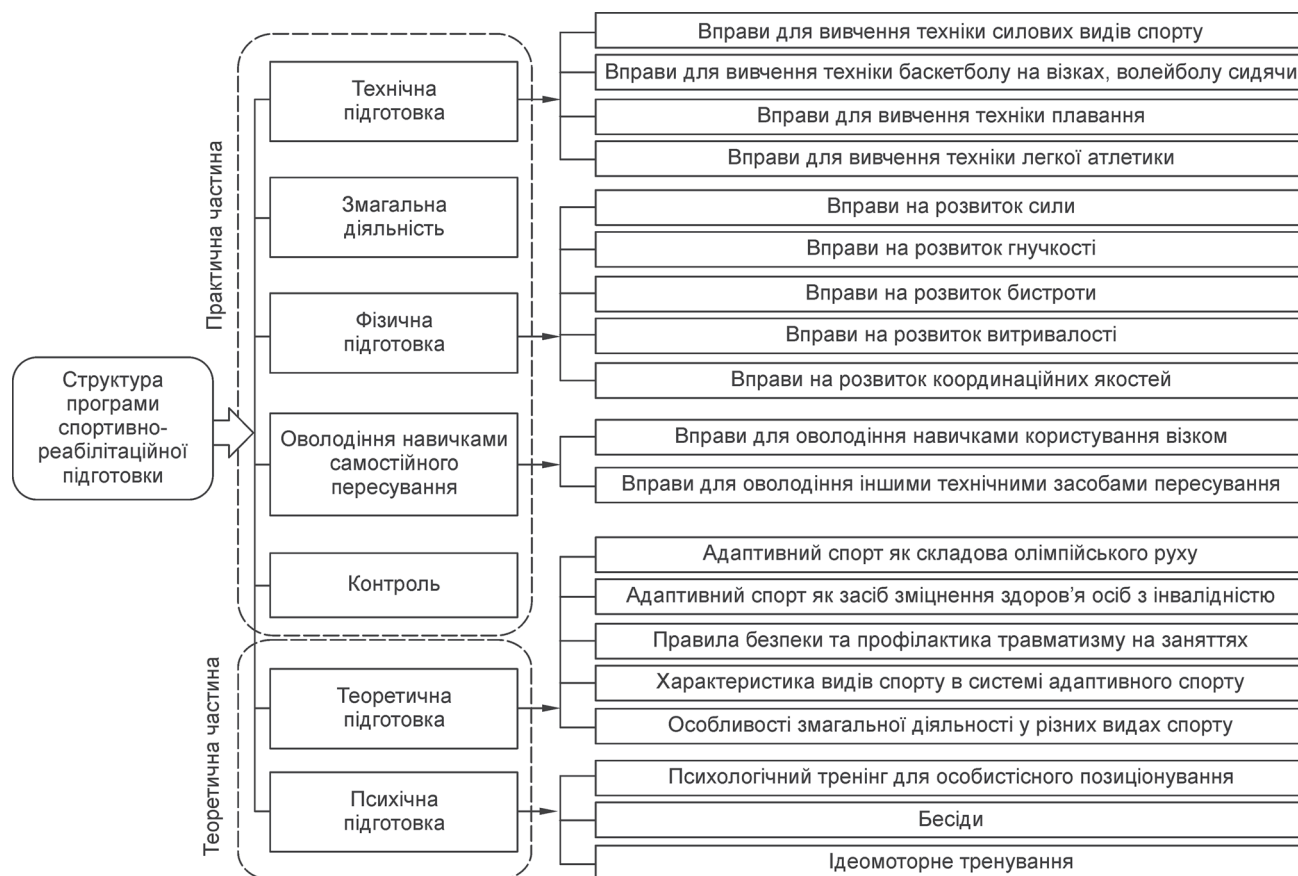 Структура
програми
спортивно-
реабілітаційної
підготовки
Практична частина
Технічна
підготовка
Вправи для вивчення техніки силових видів спорту
Вправи для вивчення техніки баскетболу на візках, волейболу сидячи
Вправи для вивчення техніки плавання
Вправи для вивчення техніки легкої атлетики
Змагальна
діяльність
Фізична
підготовка
Вправи на розвиток сили
Вправи на розвиток гнучкості
Вправи на розвиток бистроти
Вправи на розвиток витривалості
Вправи на розвиток координаційних якостей
Оволодіння навичками
самостійного
пересування
Вправи для оволодіння навичками користування візком
Вправи для оволодіння іншими технічними засобами пересування
Контроль
Теоретична частина
Теоретична
підготовка
Адаптивний спорт як складова олімпійського руху
Адаптивний спорт як засіб зміцнення здоров’я осіб з інвалідністю
Правила безпеки та профілактика травматизму на заняттях
Характеристика видів спорту в системі адаптивного спорту
Особливості змагальної діяльності у різних видах спорту
Психічна
підготовка
Психологічний тренінг для особистісного позиціонування
Бесіди
Ідеомоторне тренування